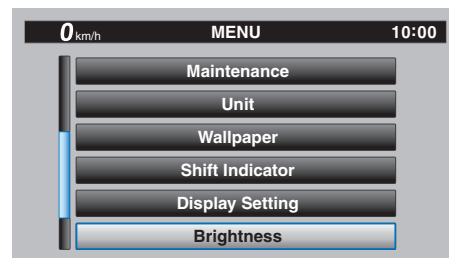 0 km/h MENU 10:00
Maintenance
Unit
Wallpaper
Shift Indicator
Display Setting
Brightness